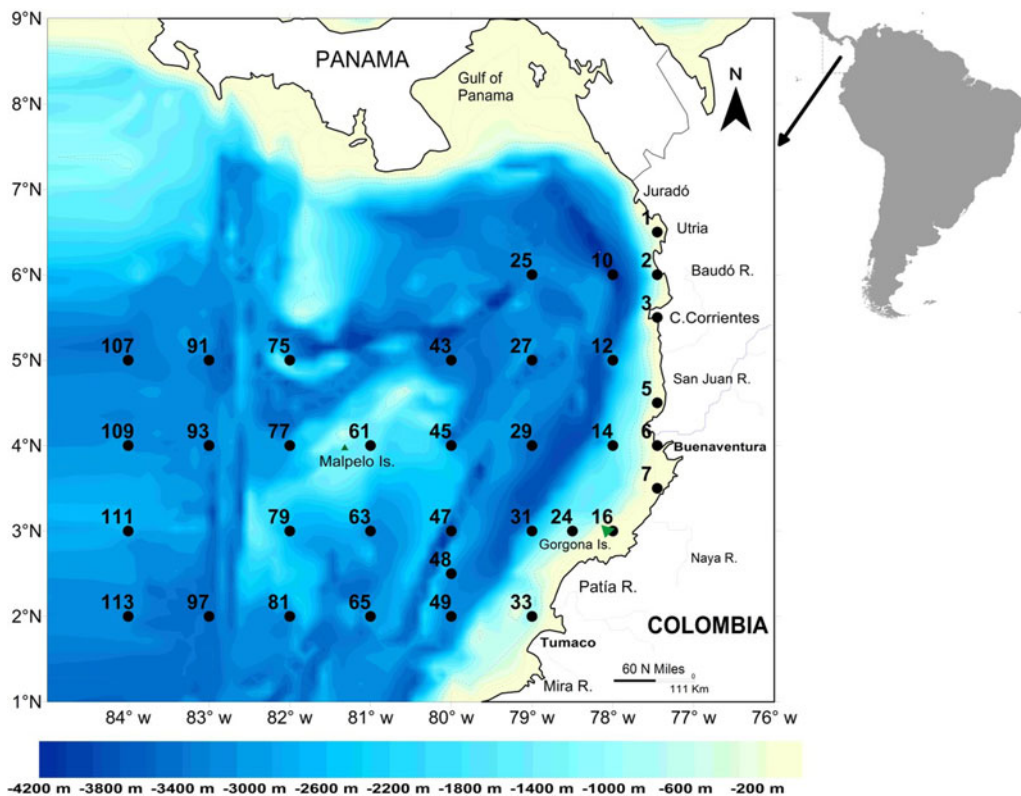 9°N
PANAMA
Gulf of
Panama
N
8°N
7°N
Juradó
1
Utria
25
10
2
Baudó R.
6°N
3
C.Corrientes
107
91
75
43
27
12
5°N
San Juan R.
5
109
93
77
61
45
29
14
6
4°N
Buenaventura
Malpelo Is.
7
111
79
63
47
31
24
16
3°N
Gorgona Is.
Naya R.
48
Patía R.
113
97
81
65
49
33
2°N
COLOMBIA
Tumaco
60 N Miles
0
111 Km
Mira R.
1°N
84° w
83° w
82° w
81° w
80° w
79° w
78° w
77° w
76° w
-4200 m
-3800 m
-3400 m
-3000 m
-2600 m
-2200 m
-1800 m
-1400 m
-1000 m
-600 m
-200 m